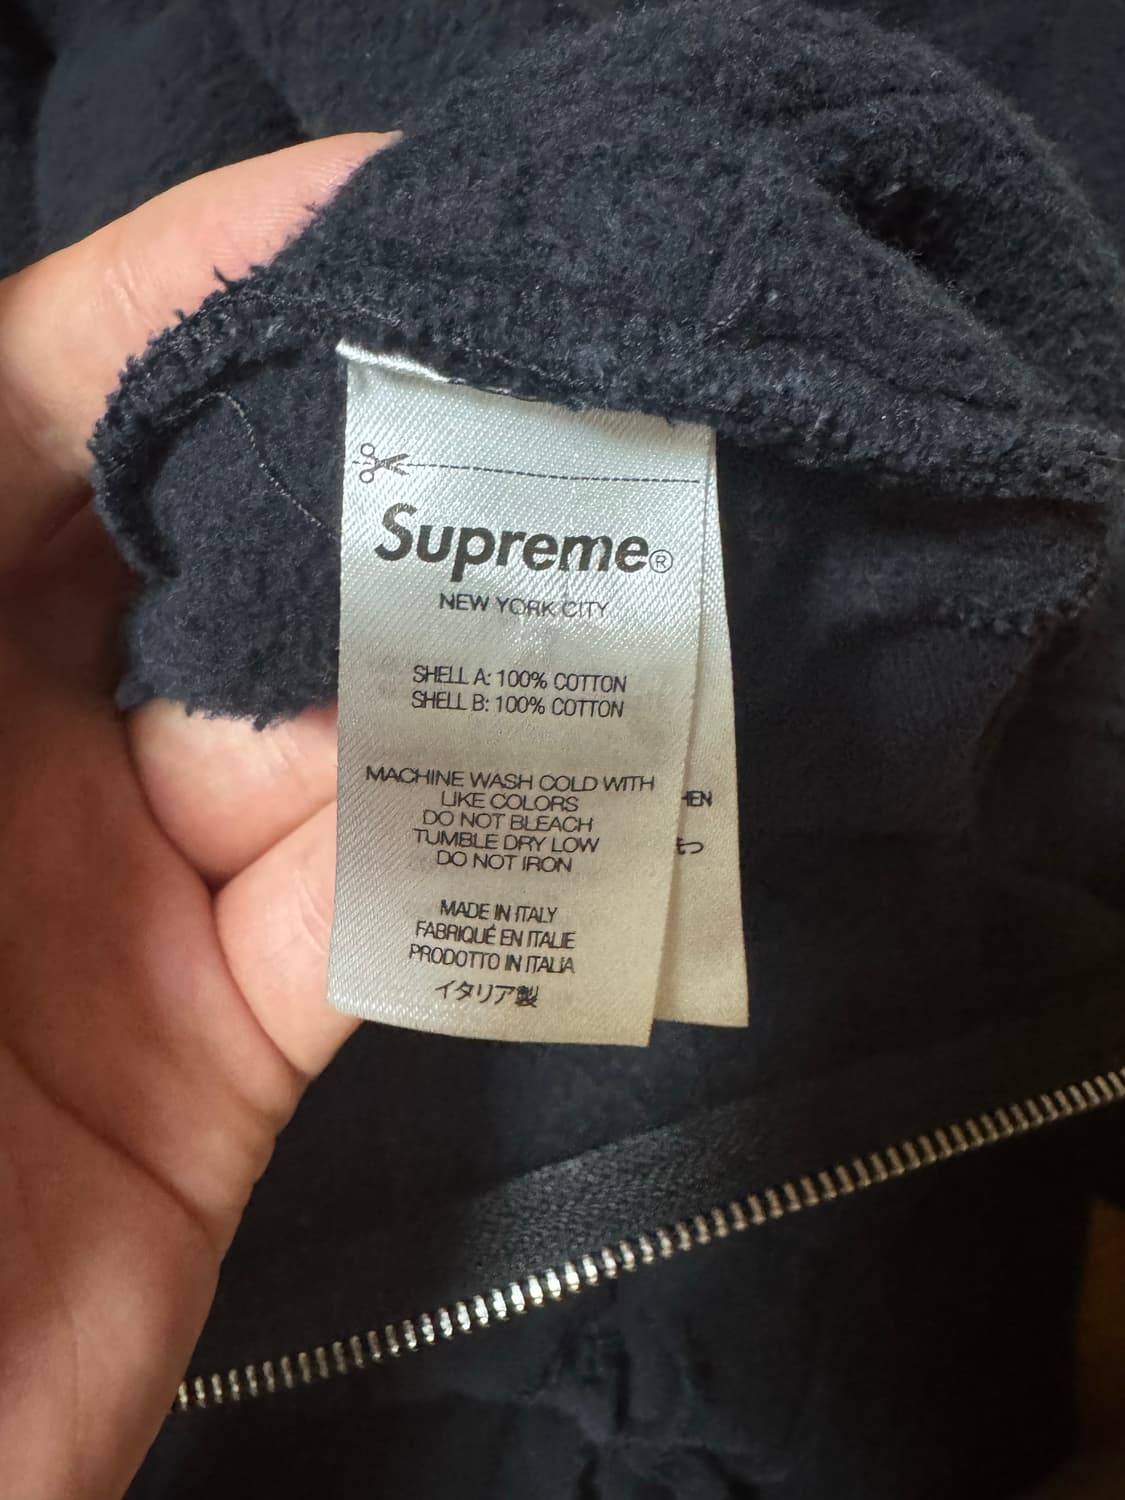 Supreme®
NEW YORK CITY
SHELL A: 100% COTTON
SHELL B: 100% COTTON
MACHINE WASH COLD WITH
LIKE COLORS
DO NOT BLEACH
TUMBLE DRY LOW
DO NOT IRON
MADE IN ITALY
FABRIQUÉ EN ITALIE
PRODOTTO IN ITALIA
イタリア製